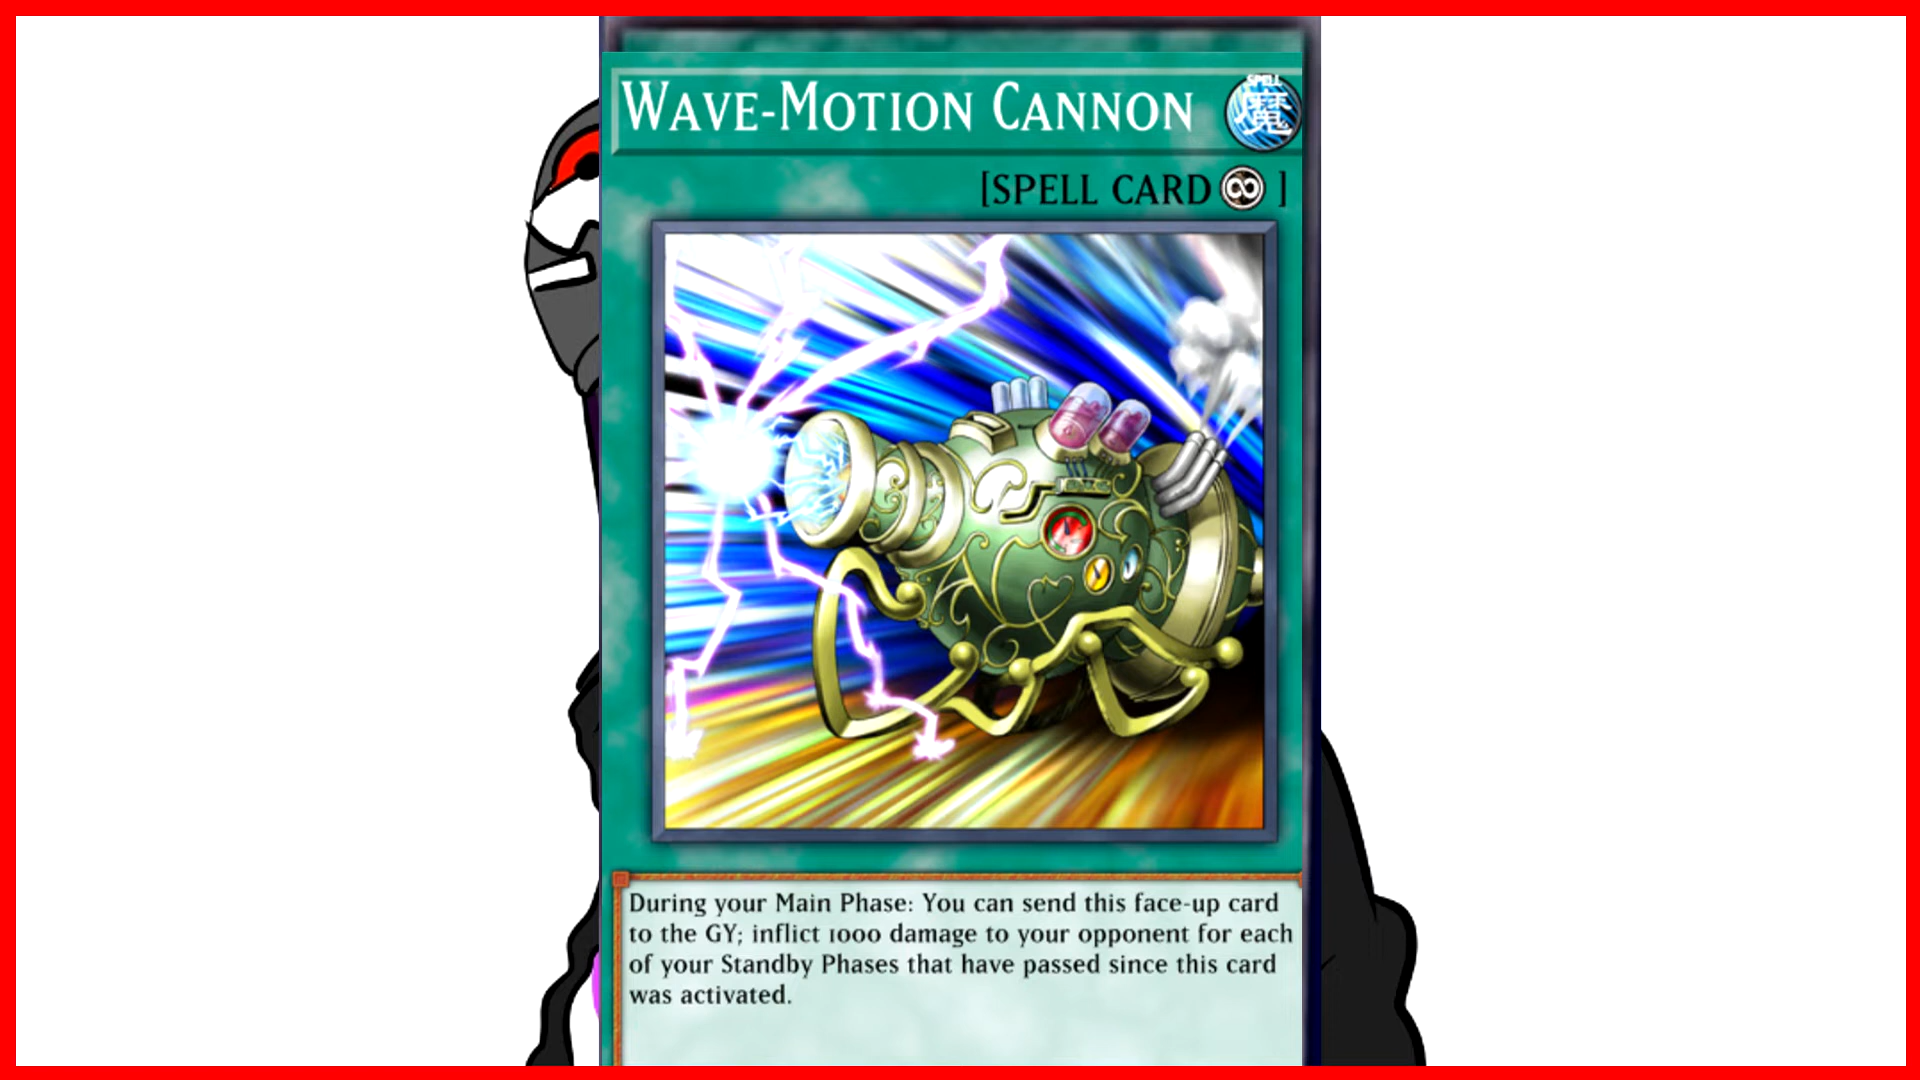 WAVE-MOTION CANNON
SPELL
魔
[SPELL CARD ]
During your Main Phase: You can send this face-up card
to the GY; inflict 1000 damage to your opponent for each
of your Standby Phases that have passed since this card
was activated.